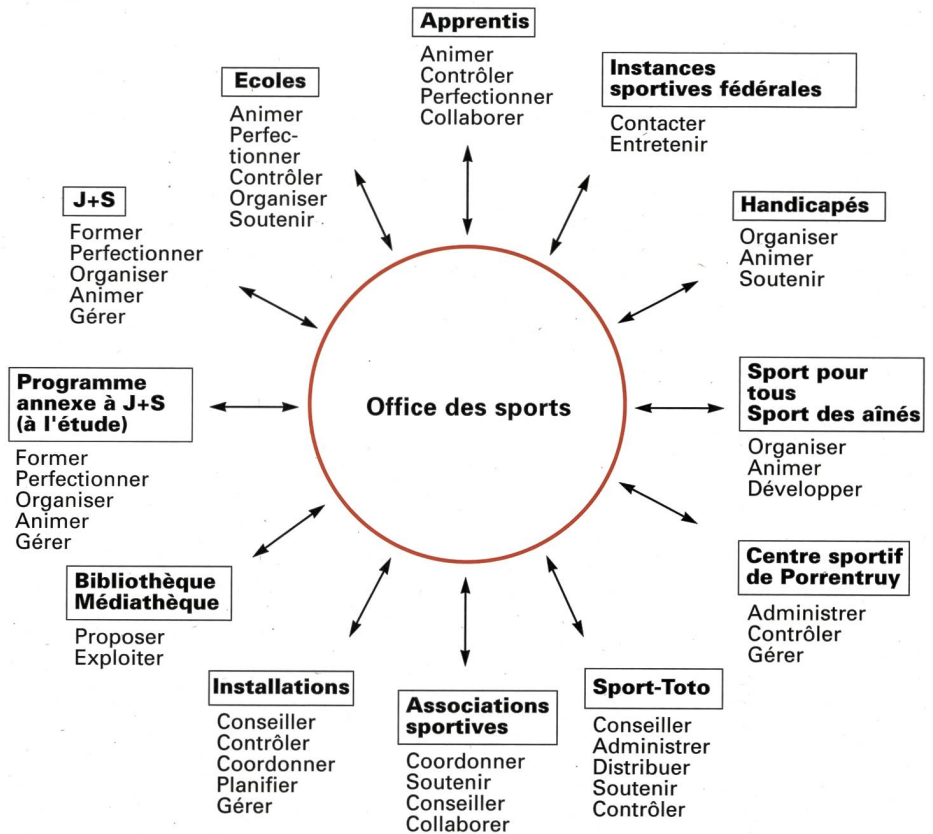 Apprentis
Animer
Contrôler
Perfectionner
Collaborer
Instances
sportives fédérales
Contacter
Entretenir
Handicapés
Organiser
Animer
Soutenir
Sport pour
tous
Sport des aînés
Organiser
Animer
Développer
Centre sportif
de Porrentruy
Administrer
Contrôler
Gérer
Sport-Toto
Conseiller
Administrer
Distribuer
Soutenir
Contrôler
Associations
sportives
Coordonner
Soutenir
Conseiller
Collaborer
Installations
Conseiller
Contrôler
Coordonner
Planifier
Gérer
Bibliothèque
Médiathèque
Proposer
Exploiter
Programme
annexe à J+S
(à l'étude)
Former
Perfectionner
Organiser
Animer
Gérer
J+S
Former
Perfectionner
Organiser
Animer
Gérer
Ecoles
Animer
Perfec-
tionner
Contrôler
Organiser
Soutenir
Office des sports